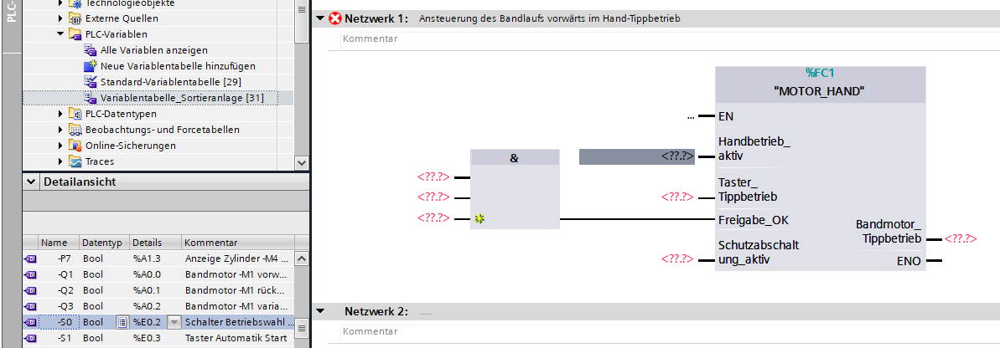 PLC-
Technologieobjekte
Externe Quellen
PLC-Variablen
Alle Variablen anzeigen
Neue Variablentabelle hinzufügen
Standard-Variablentabelle [29]
Variablentabelle_Sortieranlage [31]
PLC-Datentypen
Beobachtungs- und Forcetabellen
Online-Sicherungen
Traces
Detailansicht
Name Datentyp Details Kommentar
-P7 Bool %A1.3 Anzeige Zylinder -M4 ...
-Q1 Bool %A0.0 Bandmotor -M1 vorw...
-Q2 Bool %A0.1 Bandmotor -M1 rück...
-Q3 Bool %A0.2 Bandmotor -M1 varia...
-S0 Bool %E0.2 Schalter Betriebswahl ...
-S1 Bool %E0.3 Taster Automatik Start
Netzwerk 1: Ansteuerung des Bandlaufs vorwärts im Hand-Tippbetrieb
Kommentar
%FC1
"MOTOR_HAND"
... EN
&
<??.?>
<??.?>
<??.?>
<??.?> Handbetrieb_
aktiv
Taster_
<??.?> Tippbetrieb
Freigabe_OK
Schutzabschalt
<??.?> ung_aktiv
Bandmotor_
Tippbetrieb <??.?>
ENO
Netzwerk 2: .....
Kommentar